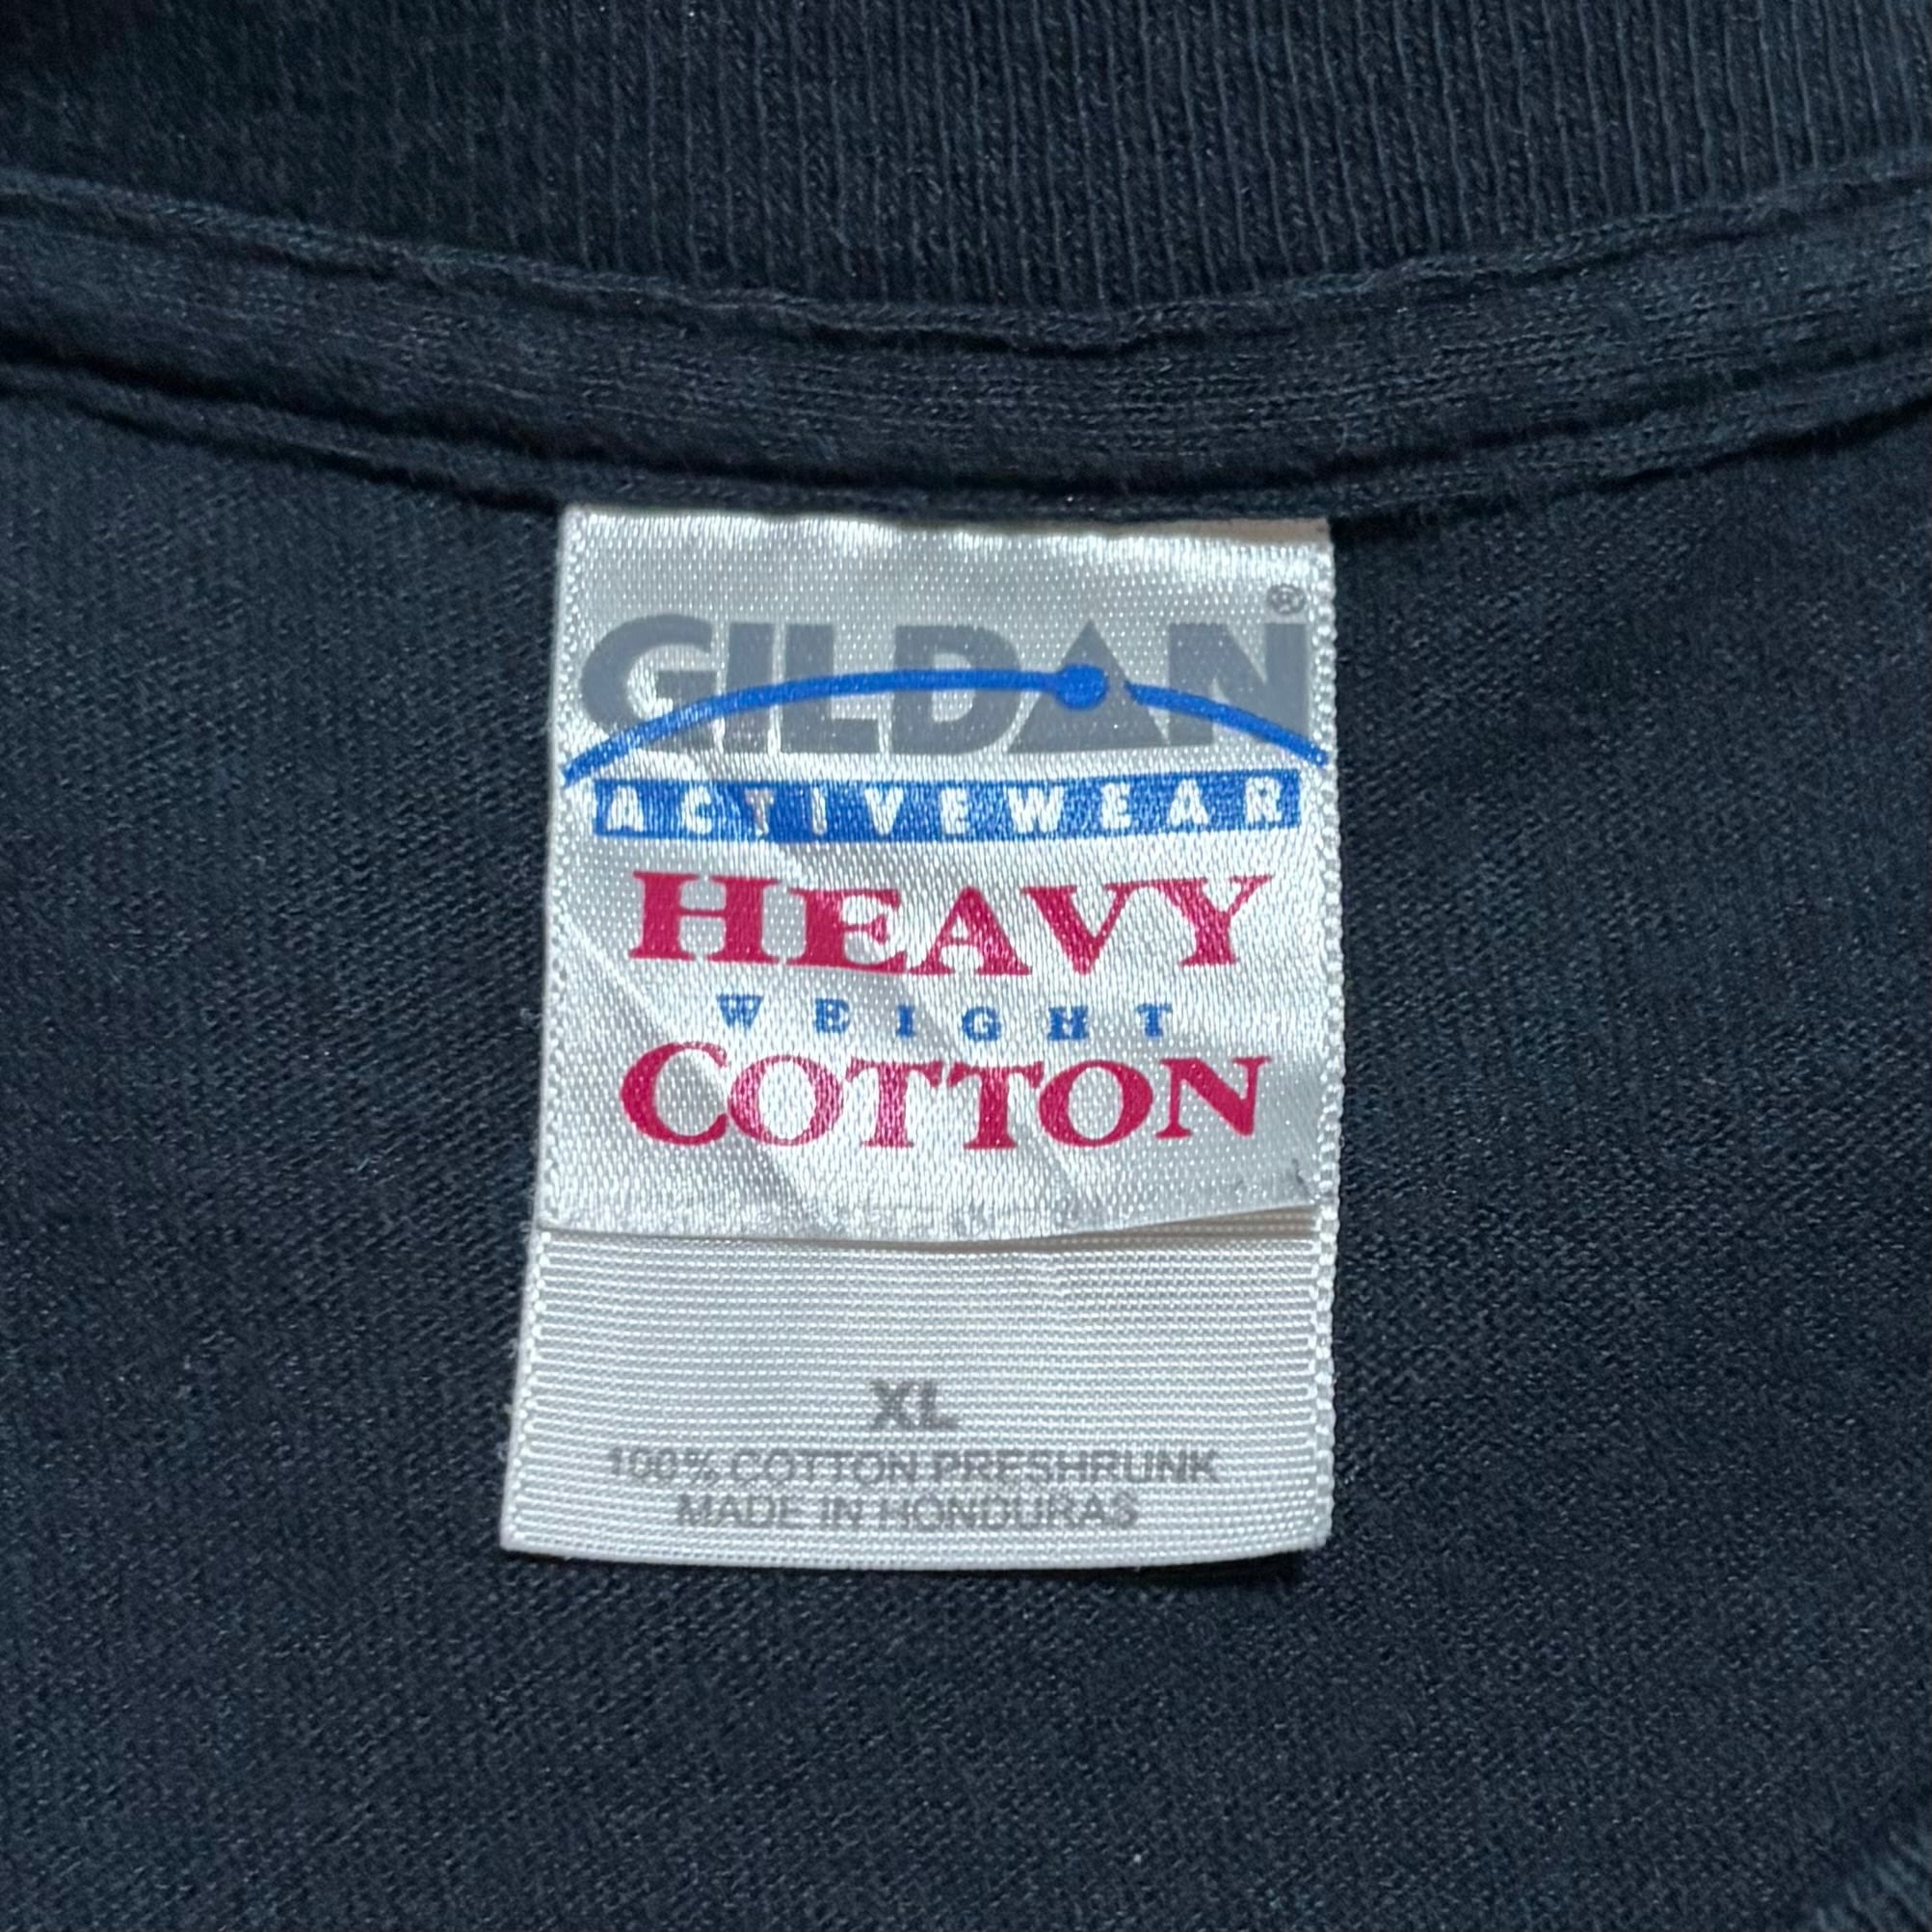 GILDAN®
ACTIVEWEAR
HEAVY
WEIGHT
COTTON
XL
100% COTTON PRESHRUNK
MADE IN HONDURAS